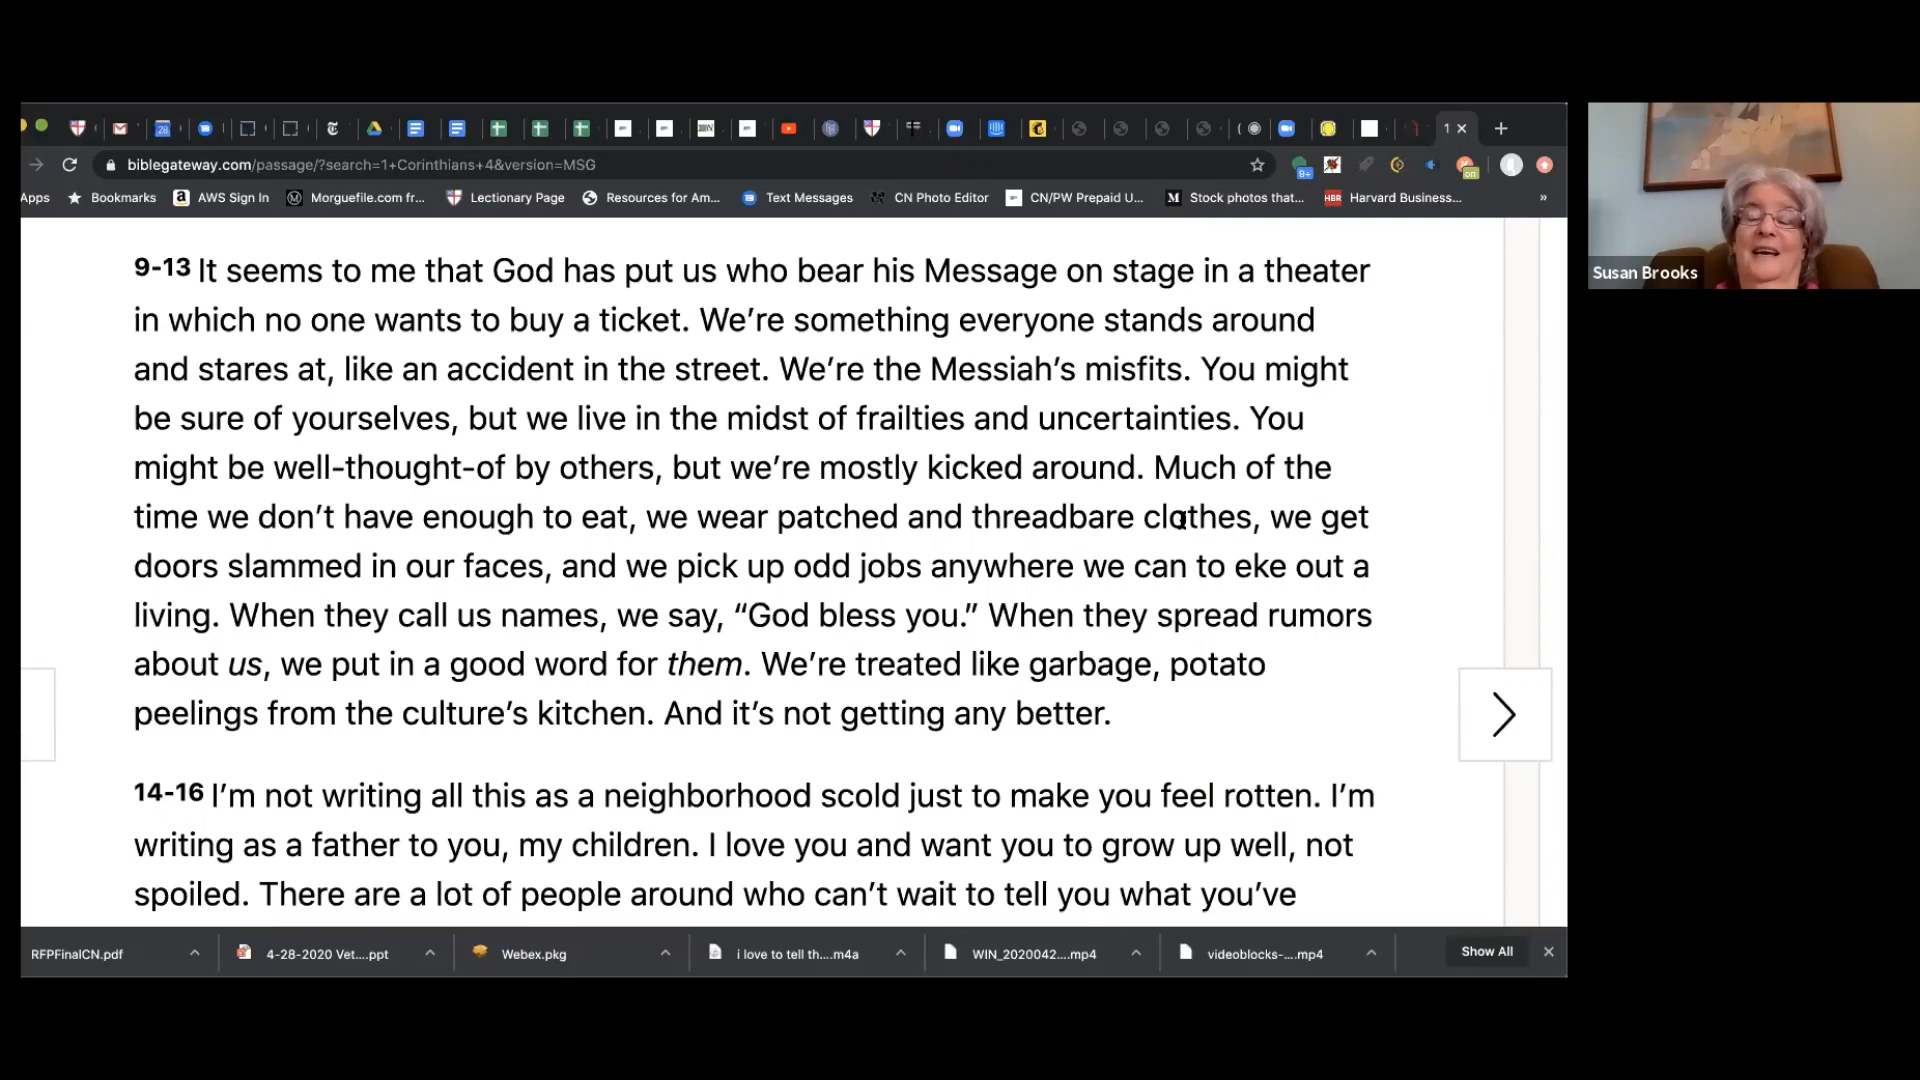 1
biblegateway.com/passage/?search=1+Corinthians+4&version=MSG
9+
on
Apps Bookmarks AWS Sign In Morguefile.com fr... Lectionary Page Resources for Am... Text Messages CN Photo Editor CN/PW Prepaid U... Stock photos that... HBR Harvard Business... »
9-13 It seems to me that God has put us who bear his Message on stage in a theater
in which no one wants to buy a ticket. We’re something everyone stands around
and stares at, like an accident in the street. We’re the Messiah’s misfits. You might
be sure of yourselves, but we live in the midst of frailties and uncertainties. You
might be well-thought-of by others, but we’re mostly kicked around. Much of the
time we don’t have enough to eat, we wear patched and threadbare clothes, we get
doors slammed in our faces, and we pick up odd jobs anywhere we can to eke out a
living. When they call us names, we say, “God bless you.” When they spread rumors
about us, we put in a good word for them. We’re treated like garbage, potato
peelings from the culture’s kitchen. And it’s not getting any better.
14-16 I’m not writing all this as a neighborhood scold just to make you feel rotten. I’m
writing as a father to you, my children. I love you and want you to grow up well, not
spoiled. There are a lot of people around who can’t wait to tell you what you’ve
RFPFinalCN.pdf 4-28-2020 Vet....ppt Webex.pkg i love to tell th....m4a WIN_2020042....mp4 videoblocks-....mp4 Show All
Susan Brooks